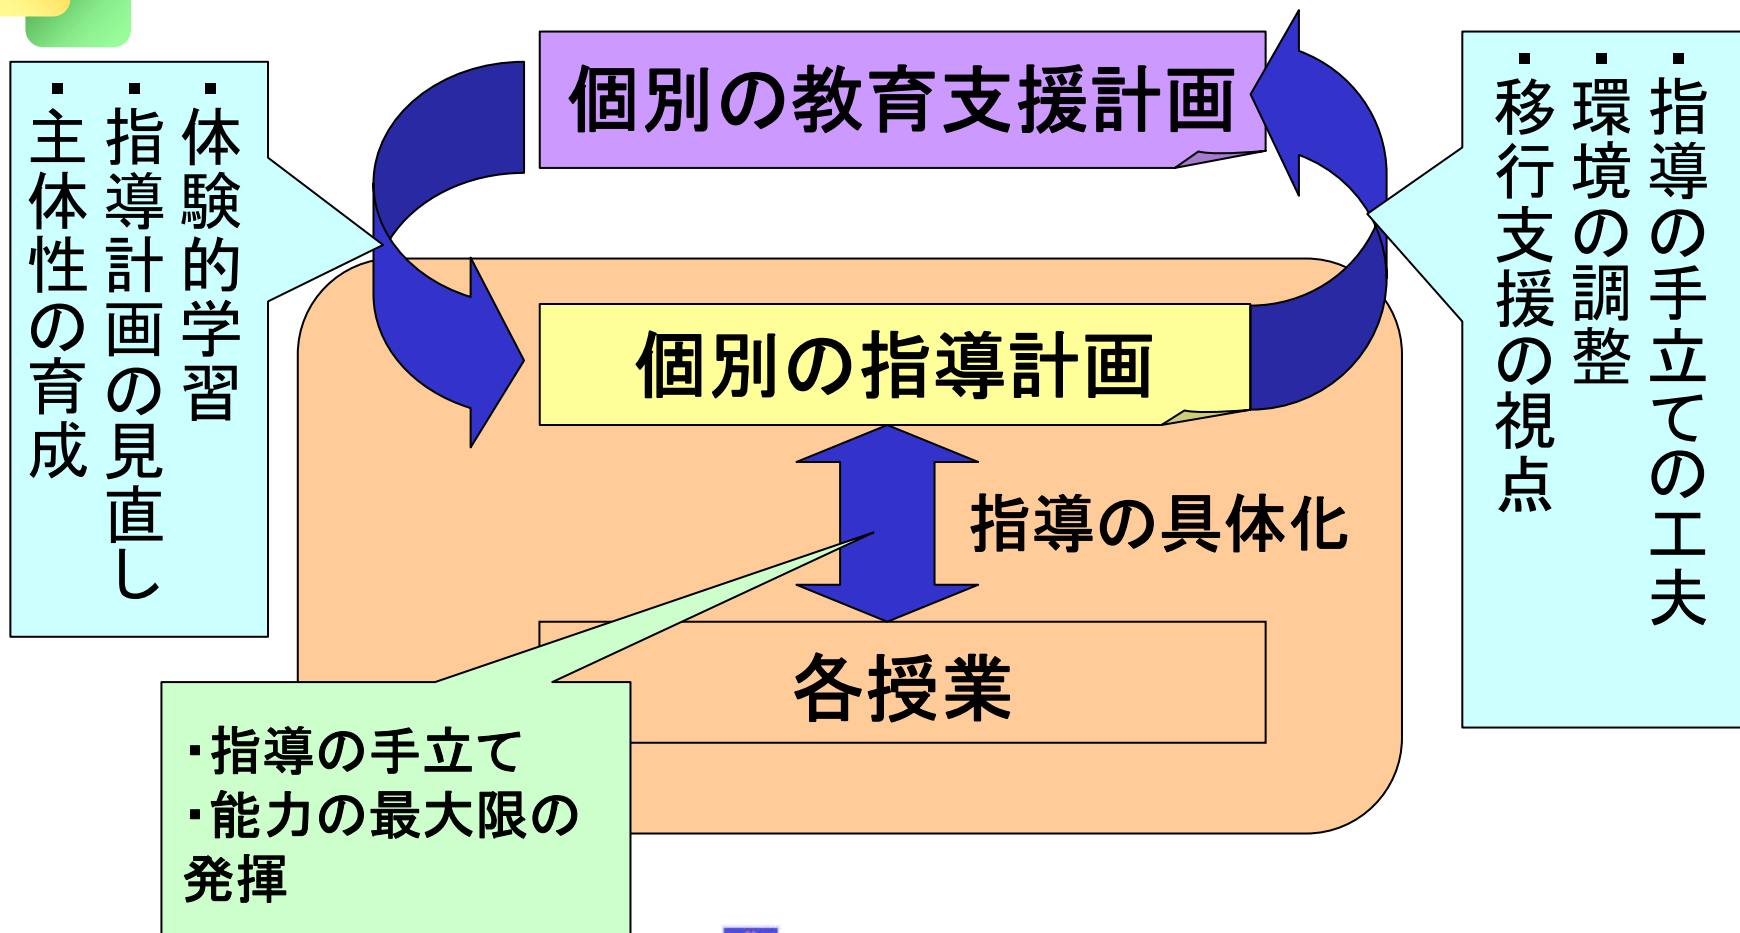 個別の教育支援計画
・体験的学習
・指導計画の見直し
・主体性の育成
・指導の手立ての工夫
・環境の調整
・移行支援の視点
個別の指導計画
指導の具体化
各授業
・指導の手立て
・能力の最大限の
発揮